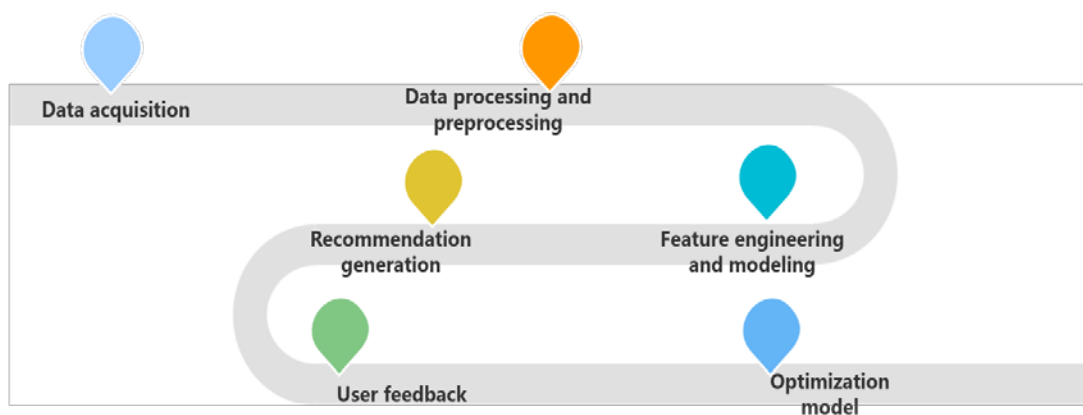 Data acquisition
Data processing and
preprocessing
Recommendation
generation
Feature engineering
and modeling
User feedback
Optimization
model